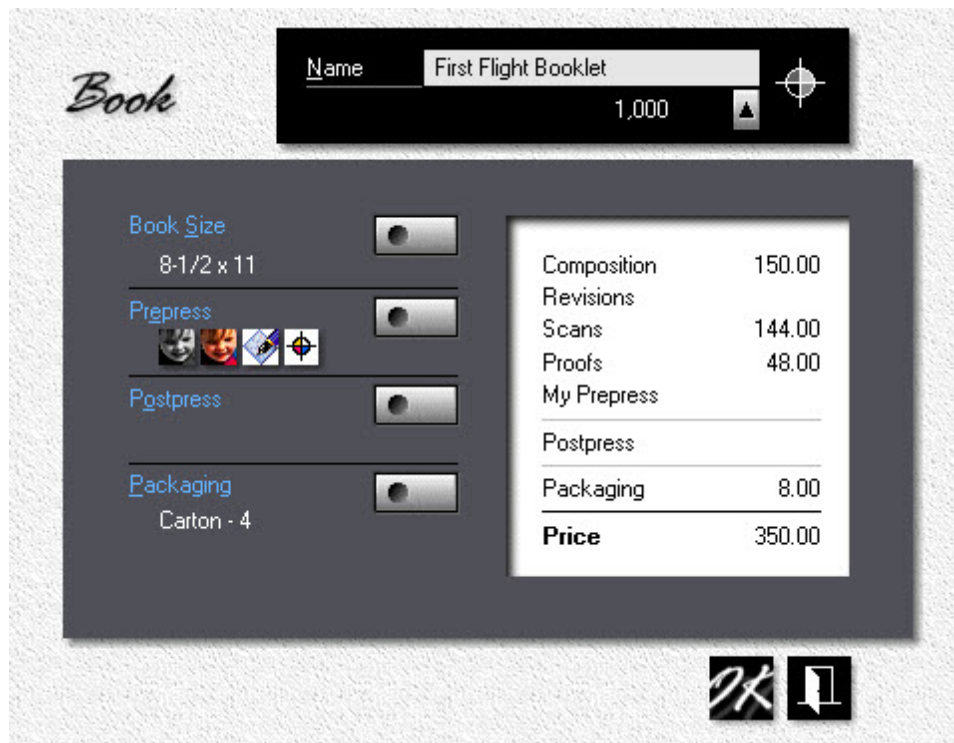 Book
Name First Flight Booklet
1,000
Book Size
8-1/2 x 11
Prepress
Postpress
Packaging
Carton - 4
Composition 150.00
Revisions
Scans 144.00
Proofs 48.00
My Prepress
Postpress
Packaging 8.00
Price 350.00
OK